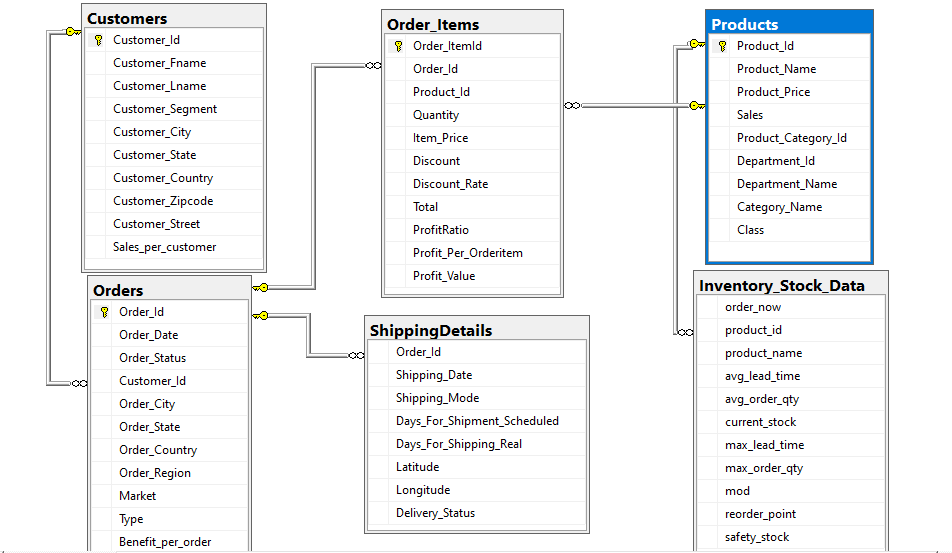 Customers
Customer_Id
Customer_Fname
Customer_Lname
Customer_Segment
Customer_City
Customer_State
Customer_Country
Customer_Zipcode
Customer_Street
Sales_per_customer
Orders
Order_Id
Order_Date
Order_Status
Customer_Id
Order_City
Order_State
Order_Country
Order_Region
Market
Type
Benefit_per_order
Order_Items
Order_ItemId
Order_Id
Product_Id
Quantity
Item_Price
Discount
Discount_Rate
Total
ProfitRatio
Profit_Per_Orderitem
Profit_Value
ShippingDetails
Order_Id
Shipping_Date
Shipping_Mode
Days_For_Shipment_Scheduled
Days_For_Shipping_Real
Latitude
Longitude
Delivery_Status
Products
Product_Id
Product_Name
Product_Price
Sales
Product_Category_Id
Department_Id
Department_Name
Category_Name
Class
Inventory_Stock_Data
order_now
product_id
product_name
avg_lead_time
avg_order_qty
current_stock
max_lead_time
max_order_qty
mod
reorder_point
safety_stock